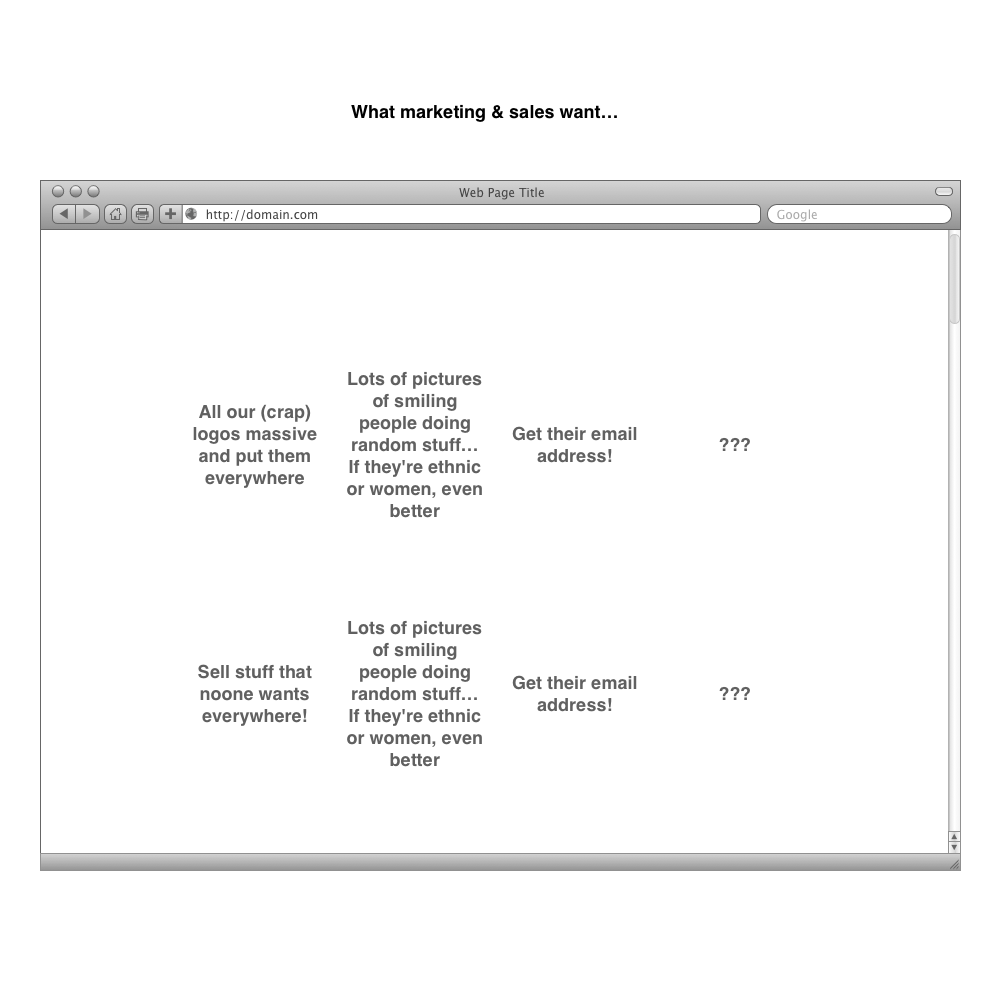 What marketing & sales want...
Web Page Title
http://domain.com
Google
All our (crap)
logos massive
and put them
everywhere
Lots of pictures
of smiling
people doing
random stuff...
If they're ethnic
or women, even
better
Get their email
address!
???
Sell stuff that
noone wants
everywhere!
Lots of pictures
of smiling
people doing
random stuff...
If they're ethnic
or women, even
better
Get their email
address!
???